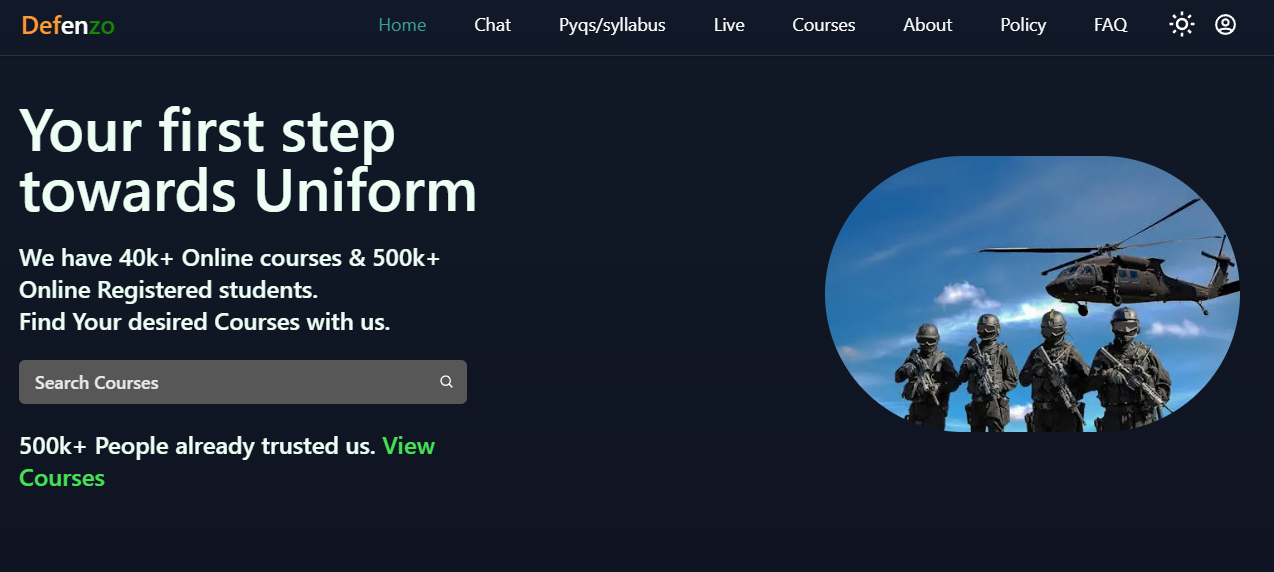 Defenzo
Home Chat Pyqs/syllabus Live Courses About Policy FAQ
Your first step
towards Uniform
We have 40k+ Online courses & 500k+
Online Registered students.
Find Your desired Courses with us.
Search Courses
500k+ People already trusted us. View
Courses